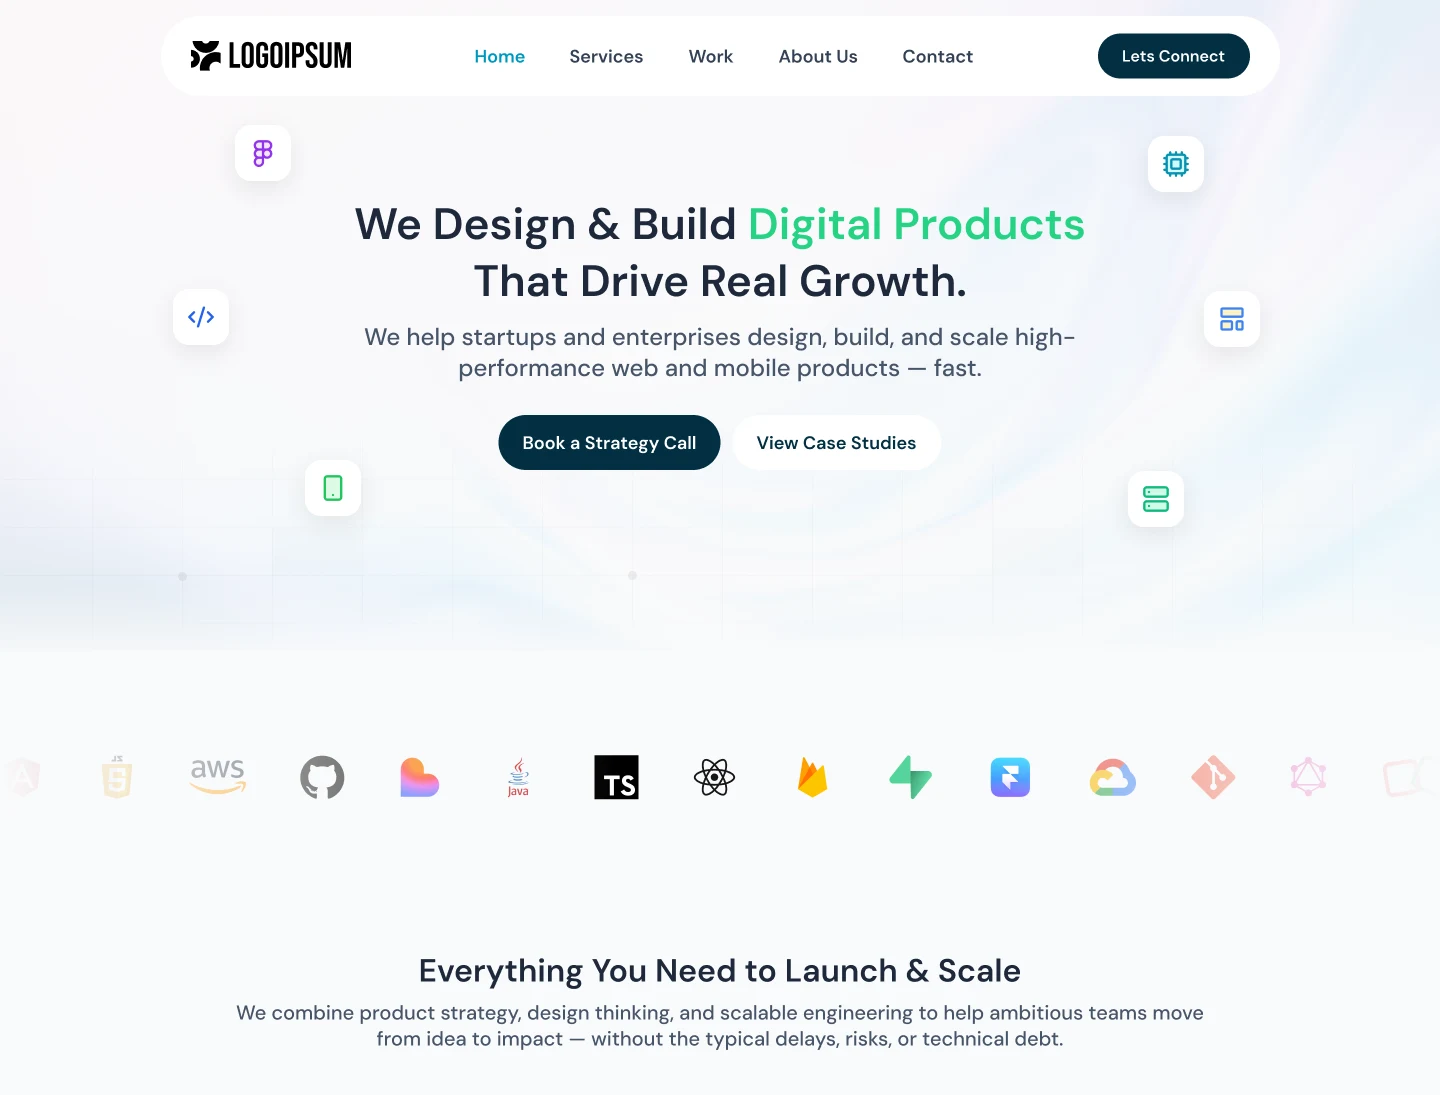 LOGOIPSUM
Home Services Work About Us Contact
Lets Connect
We Design & Build Digital Products
That Drive Real Growth.
We help startups and enterprises design, build, and scale high-
performance web and mobile products — fast.
Book a Strategy Call
View Case Studies
JS
aws
Java
TS
Everything You Need to Launch & Scale
We combine product strategy, design thinking, and scalable engineering to help ambitious teams move
from idea to impact — without the typical delays, risks, or technical debt.